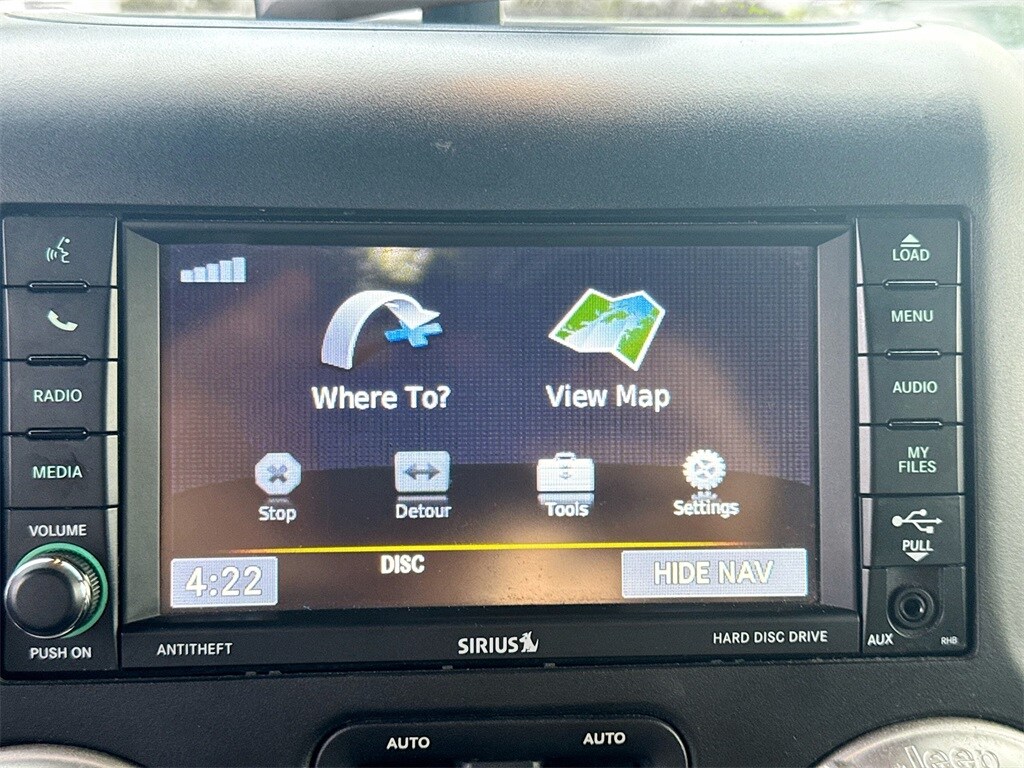 LOAD
MENU
RADIO
AUDIO
MEDIA
MY
FILES
VOLUME
PULL
PUSH ON
AUX
RHB
Where To?
View Map
Stop
Detour
Tools
Settings
4:22
DISC
HIDE NAV
ANTITHEFT
SIRIUS
HARD DISC DRIVE
AUTO
AUTO
Jeep